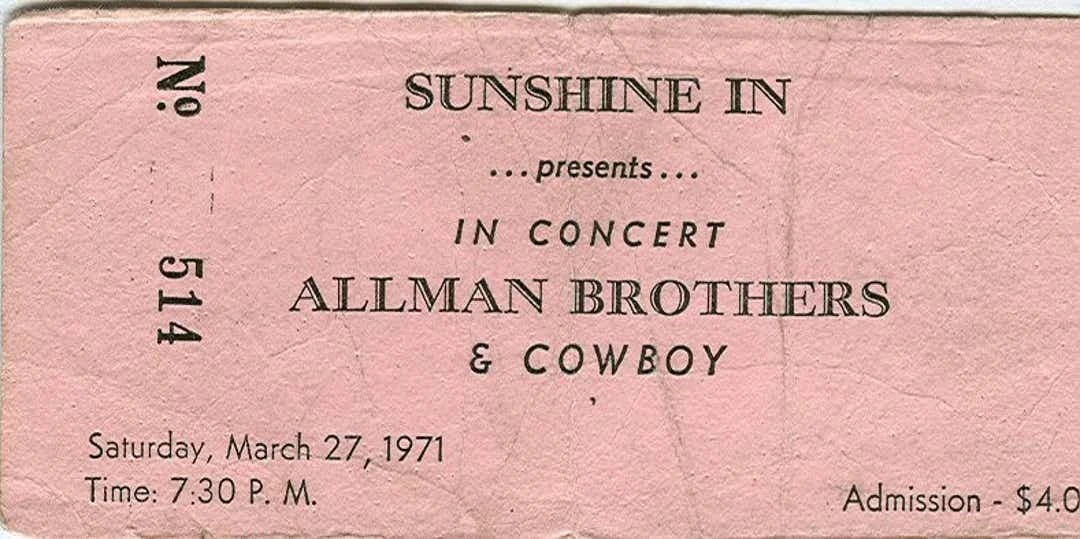 Nº 514
SUNSHINE IN
...presents...
IN CONCERT
ALLMAN BROTHERS
& COWBOY
Saturday, March 27, 1971
Time: 7:30 P. M.
Admission - $4.0